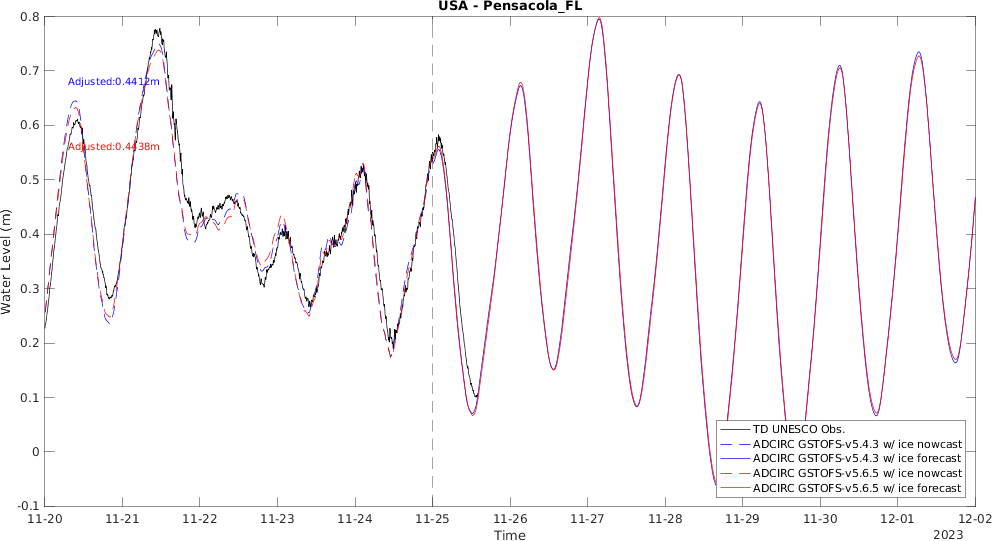 USA - Pensacola_FL
0.8
0.7
0.6
0.5
0.4
0.3
0.2
0.1
0
-0.1
Water Level (m)
Adjusted:0.4412m
Adjusted:0.4438m
TD UNESCO Obs.
ADCIRC GSTOFS-v5.4.3 w/ ice nowcast
ADCIRC GSTOFS-v5.4.3 w/ ice forecast
ADCIRC GSTOFS-v5.6.5 w/ ice nowcast
ADCIRC GSTOFS-v5.6.5 w/ ice forecast
11-20 11-21 11-22 11-23 11-24 11-25 11-26 11-27 11-28 11-29 11-30 12-01 12-02
Time
2023